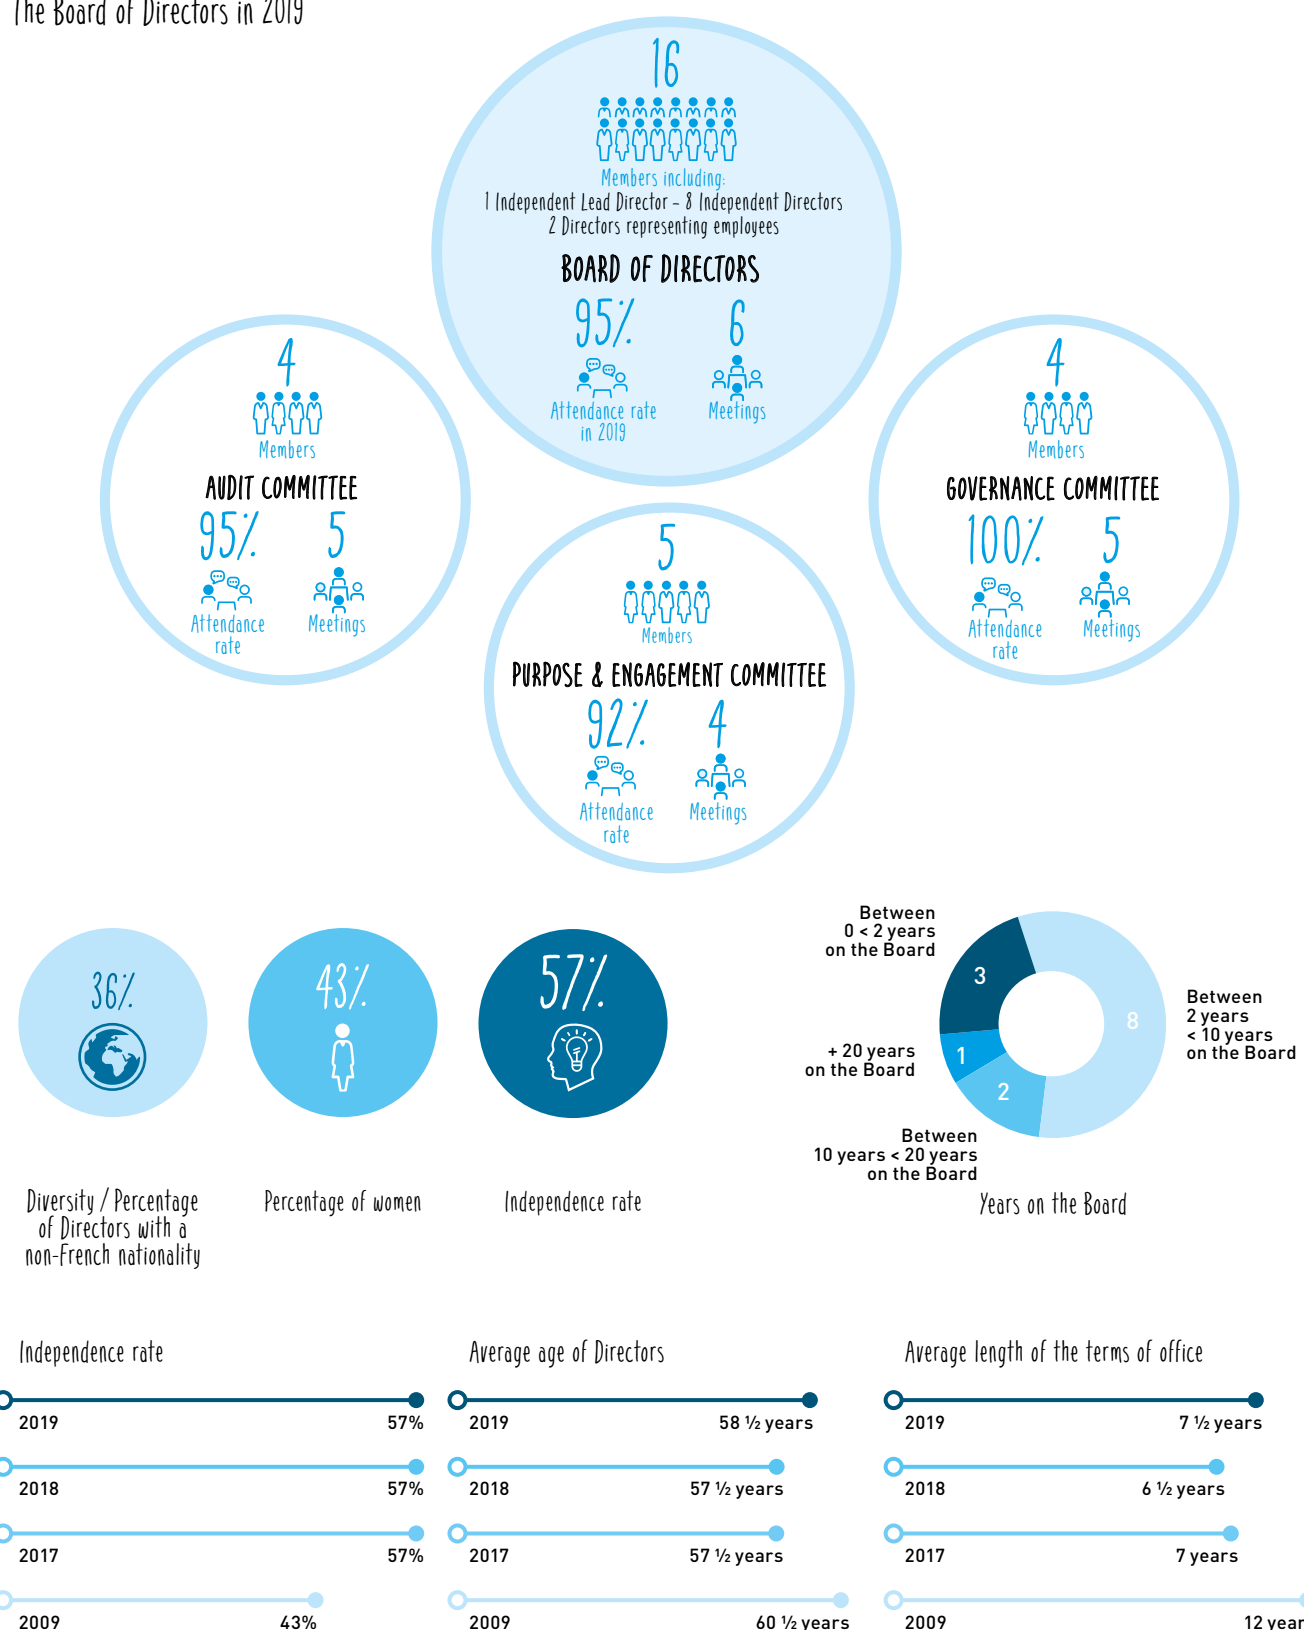 The Board of Directors in 2019
16
Members including:
1 Independent Lead Director – 8 Independent Directors
2 Directors representing employees
BOARD OF DIRECTORS
95%
6
Attendance rate
in 2019
Meetings
4
Members
AUDIT COMMITTEE
95%
5
Attendance
rate
Meetings
4
Members
GOVERNANCE COMMITTEE
100%
5
Attendance
rate
Meetings
5
Members
PURPOSE & ENGAGEMENT COMMITTEE
92%
4
Attendance
rate
Meetings
36%
Diversity / Percentage
of Directors with a
non-French nationality
43%
Percentage of women
57%
Independence rate
Between
0 < 2 years
on the Board
3
8
Between
2 years
< 10 years
on the Board
+ 20 years
on the Board
1
2
Between
10 years < 20 years
on the Board
Years on the Board
Independence rate
2019 57%
2018 57%
2017 57%
2009 43%
Average age of Directors
2019 58 ½ years
2018 57 ½ years
2017 57 ½ years
2009 60 ½ years
Average length of the terms of office
2019 7 ½ years
2018 6 ½ years
2017 7 years
2009 12 year